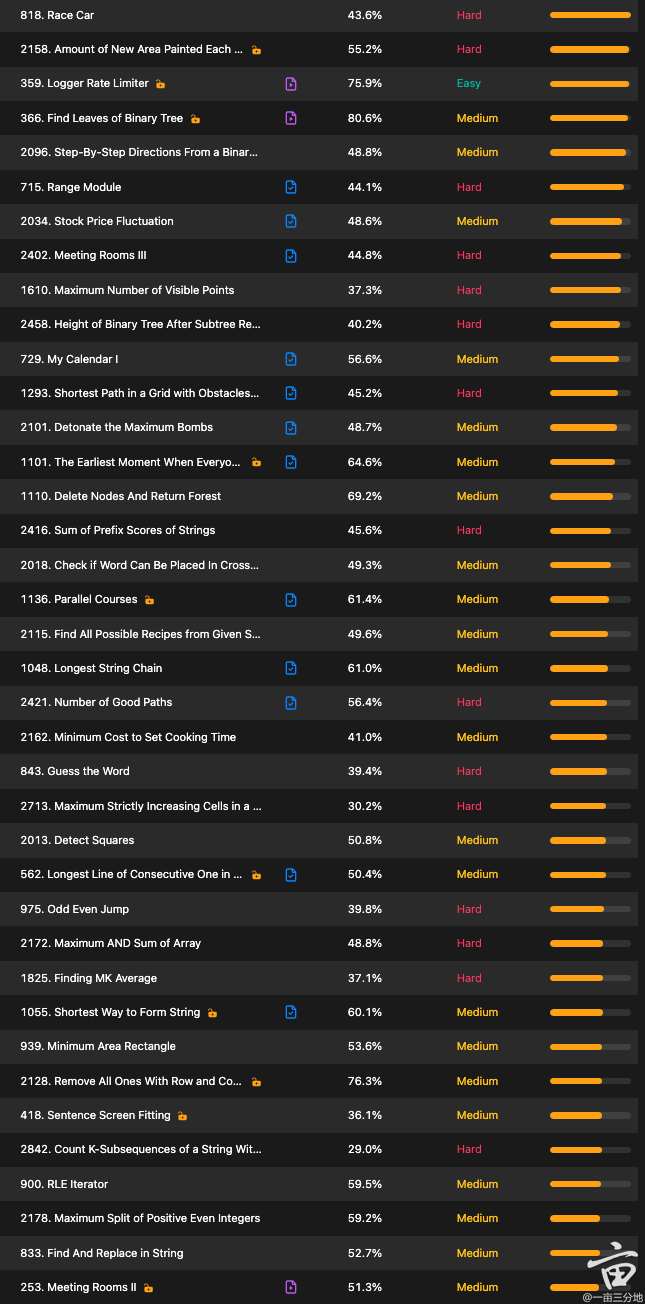 818. Race Car 43.6% Hard
2158. Amount of New Area Painted Each ... 55.2% Hard
359. Logger Rate Limiter 75.9% Easy
366. Find Leaves of Binary Tree 80.6% Medium
2096. Step-By-Step Directions From a Binar... 48.8% Medium
715. Range Module 44.1% Hard
2034. Stock Price Fluctuation 48.6% Medium
2402. Meeting Rooms III 44.8% Hard
1610. Maximum Number of Visible Points 37.3% Hard
2458. Height of Binary Tree After Subtree Re... 40.2% Hard
729. My Calendar I 56.6% Medium
1293. Shortest Path in a Grid with Obstacles... 45.2% Hard
2101. Detonate the Maximum Bombs 48.7% Medium
1101. The Earliest Moment When Everyo... 64.6% Medium
1110. Delete Nodes And Return Forest 69.2% Medium
2416. Sum of Prefix Scores of Strings 45.6% Hard
2018. Check if Word Can Be Placed In Cross... 49.3% Medium
1136. Parallel Courses 61.4% Medium
2115. Find All Possible Recipes from Given S... 49.6% Medium
1048. Longest String Chain 61.0% Medium
2421. Number of Good Paths 56.4% Hard
2162. Minimum Cost to Set Cooking Time 41.0% Medium
843. Guess the Word 39.4% Hard
2713. Maximum Strictly Increasing Cells in a ... 30.2% Hard
2013. Detect Squares 50.8% Medium
562. Longest Line of Consecutive One in ... 50.4% Medium
975. Odd Even Jump 39.8% Hard
2172. Maximum AND Sum of Array 48.8% Hard
1825. Finding MK Average 37.1% Hard
1055. Shortest Way to Form String 60.1% Medium
939. Minimum Area Rectangle 53.6% Medium
2128. Remove All Ones With Row and Co... 76.3% Medium
418. Sentence Screen Fitting 36.1% Medium
2842. Count K-Subsequences of a String Wit... 29.0% Hard
900. RLE Iterator 59.5% Medium
2178. Maximum Split of Positive Even Integers 59.2% Medium
833. Find And Replace in String 52.7% Medium
253. Meeting Rooms II 51.3% Medium
@一亩三分地